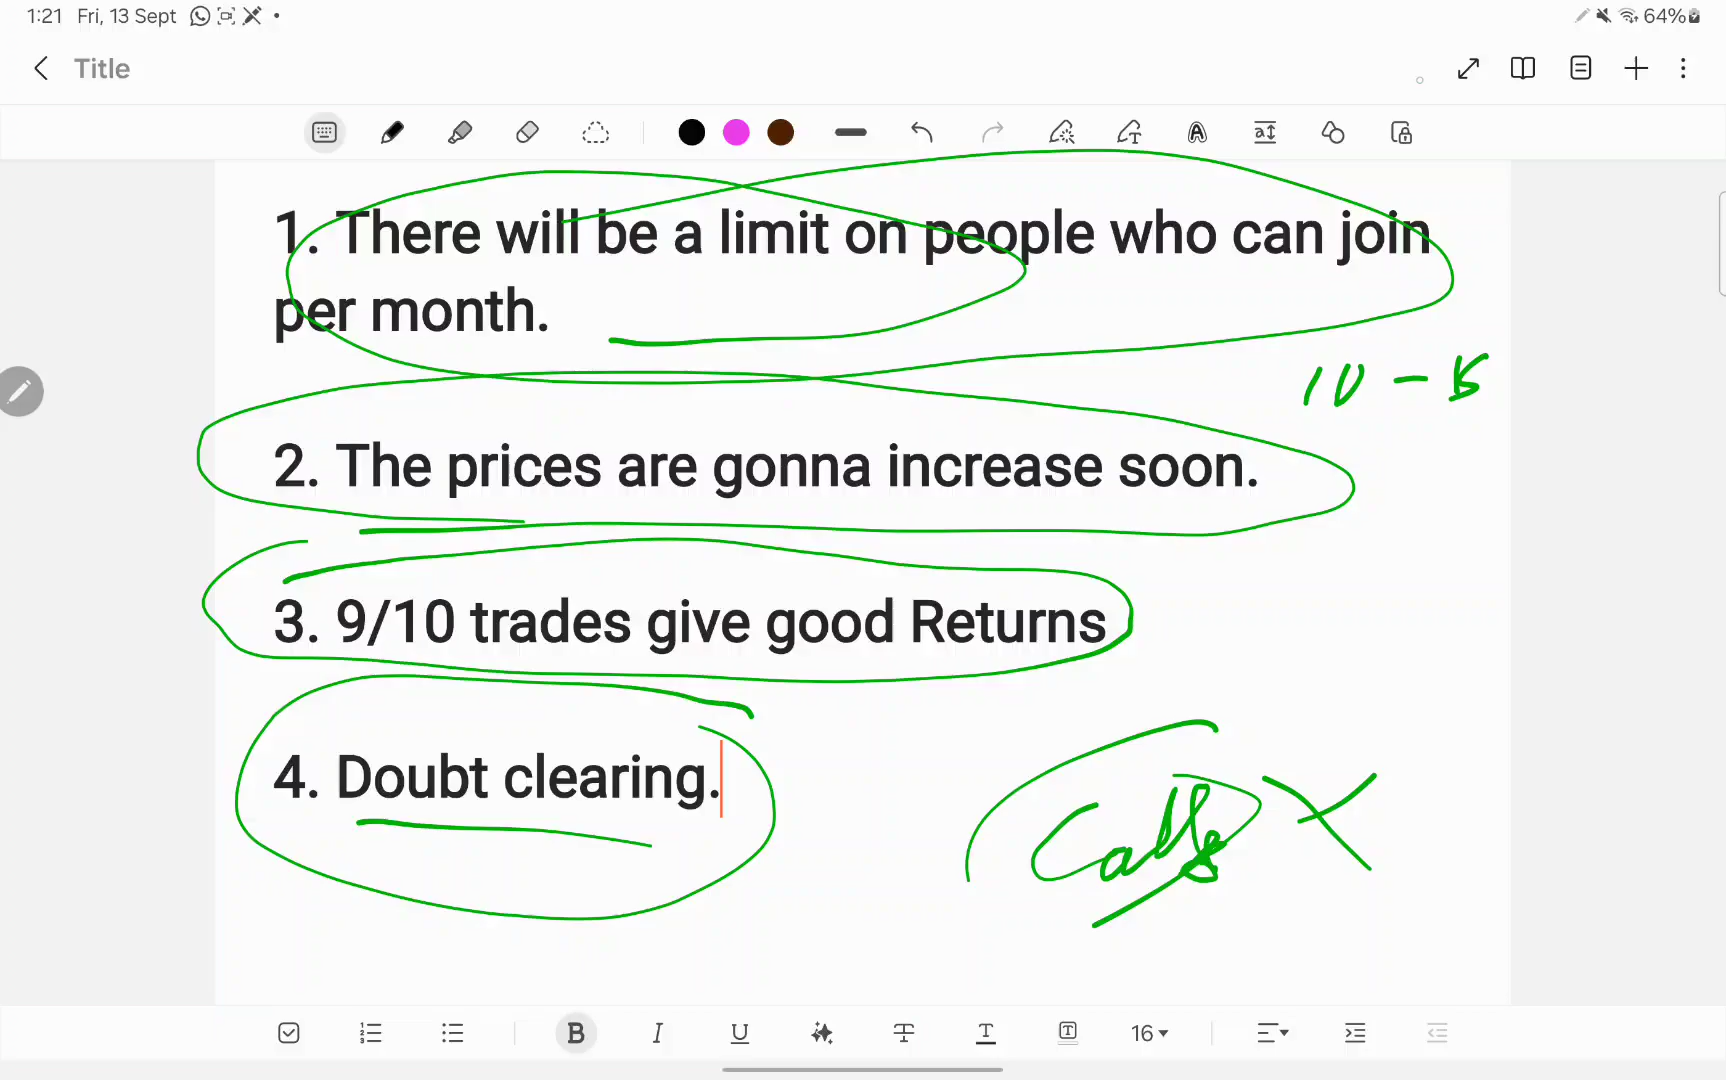 1:21 Fri, 13 Sept
64%
Title
1. There will be a limit on people who can join
per month.
2. The prices are gonna increase soon.
3. 9/10 trades give good Returns
4. Doubt clearing.
Calls X
16